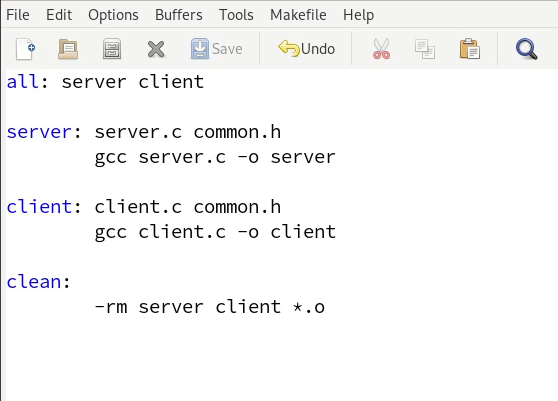 File Edit Options Buffers Tools Makefile Help
Save Undo
all: server client
server: server.c common.h
gcc server.c -o server
client: client.c common.h
gcc client.c -o client
clean:
-rm server client *.o